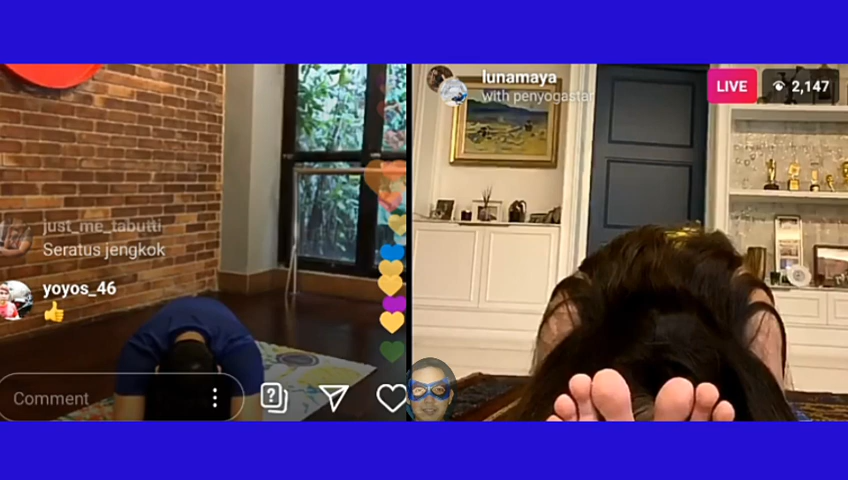 just_me_tabutti
Seratus jengkok
yoyos_46
Comment
lunamaya
with penyogastar
LIVE
2,147